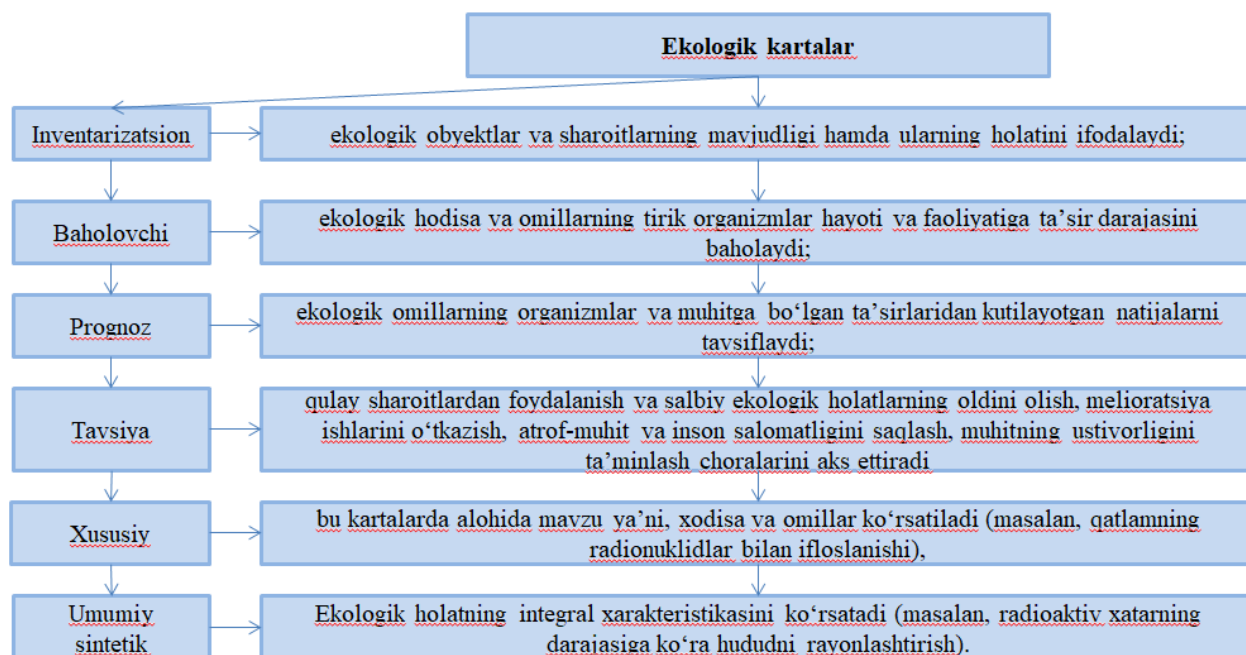 Ekologik kartalar
Inventarizatsion
ekologik obyektlar va sharoitlarning mavjudligi hamda ularning holatini ifodalaydi;
Baholovchi
ekologik hodisa va omillarning tirik organizmlar hayoti va faoliyatiga ta’sir darajasini
baholaydi;
Prognoz
ekologik omillarning organizmlar va muhitga bo‘lgan ta’sirlaridan kutilayotgan natijalarni
tavsiflaydi;
Tavsiya
qulay sharoitlardan foydalanish va salbiy ekologik holatlarning oldini olish, melioratsiya
ishlarini o‘tkazish, atrof-muhit va inson salomatligini saqlash, muhitning ustivorligini
ta’minlash choralarini aks ettiradi
Xususiy
bu kartalarda alohida mavzu ya’ni, xodisa va omillar ko‘rsatiladi (masalan, qatlamning
radionuklidlar bilan ifloslanishi),
Umumiy
sintetik
Ekologik holatning integral xarakteristikasini ko‘rsatadi (masalan, radioaktiv xatarning
darajasiga ko‘ra hududni rayonlashtirish).